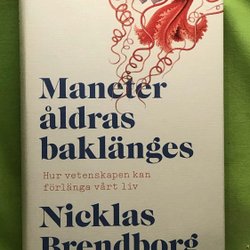 Maneter
åldras
baklänges
Hur vetenskapen kan
förlänga vårt liv
Nicklas
Brendborg